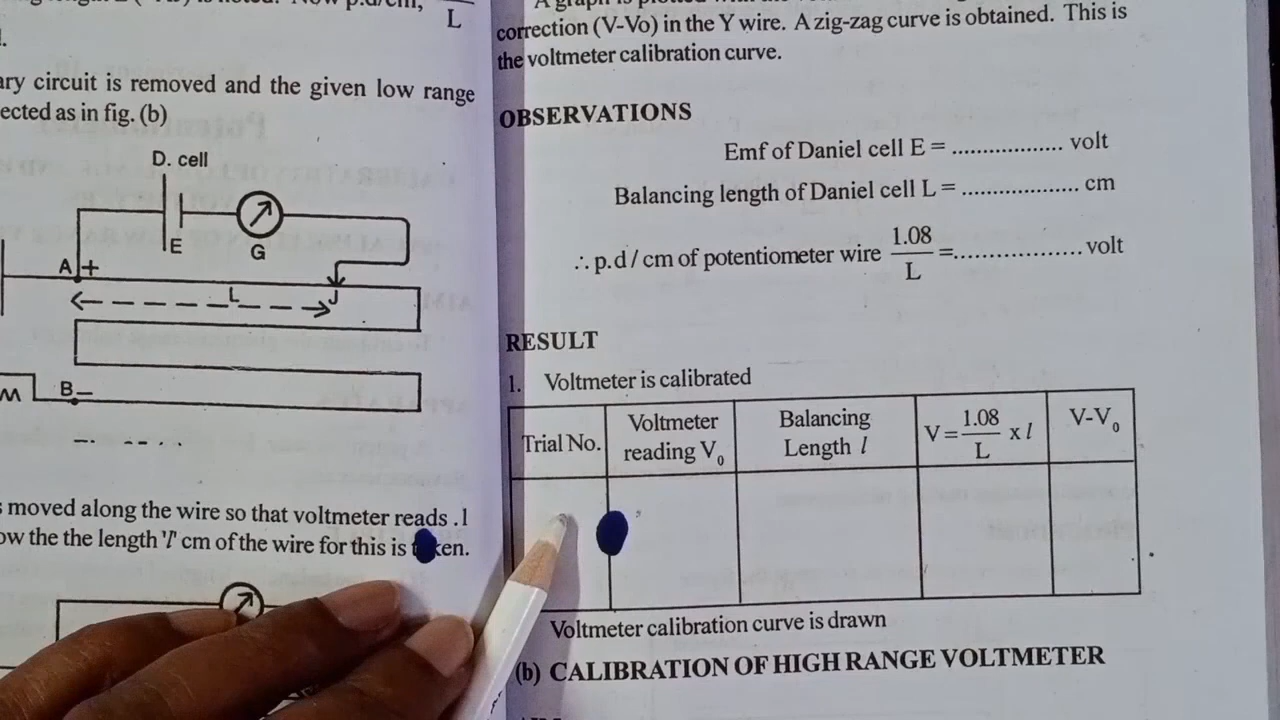 L
l.
ary circuit is removed and the given low range
ected as in fig. (b)
D. cell
E
G
A +
L
J
B –
moved along the wire so that voltmeter reads .1
ow the the length 'l' cm of the wire for this is
correction (V-Vo) in the Y wire. A zig-zag curve is obtained. This is
the voltmeter calibration curve.
OBSERVATIONS
Emf of Daniel cell E = .................. volt
Balancing length of Daniel cell L = .................. cm
∴ p.d / cm of potentiometer wire 1.08/L =.................. volt
RESULT
1. Voltmeter is calibrated
Trial No. Voltmeter reading V₀ Balancing Length l V = 1.08/L x l V-V₀
Voltmeter calibration curve is drawn
(b) CALIBRATION OF HIGH RANGE VOLTMETER